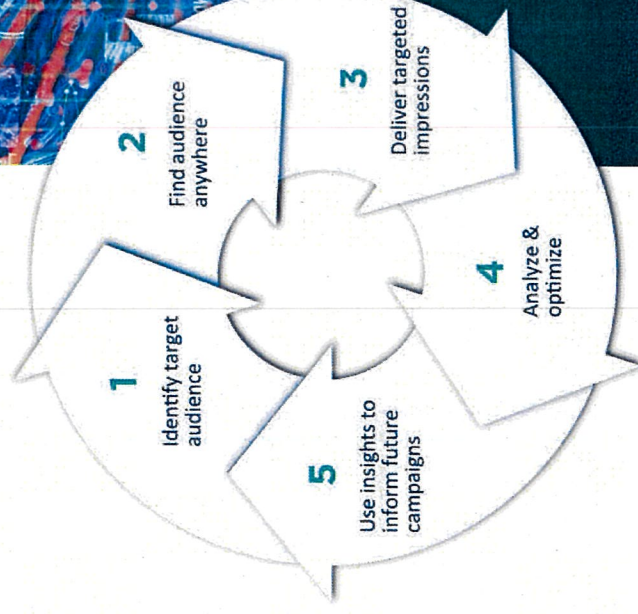 1
Identify target
audience
2
Find audience
anywhere
3
Deliver targeted
impressions
4
Analyze &
optimize
5
Use insights to
inform future
campaigns